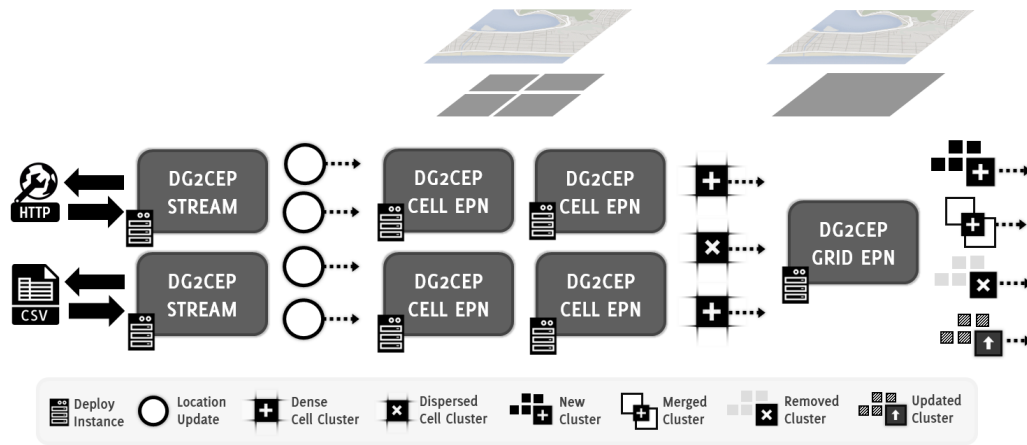 HTTP
DG2CEP
STREAM
DG2CEP
CELL EPN
DG2CEP
CELL EPN
DG2CEP
GRID EPN
CSV
DG2CEP
STREAM
DG2CEP
CELL EPN
DG2CEP
CELL EPN
Deploy
Instance
Location
Update
Dense
Cell Cluster
Dispersed
Cell Cluster
New
Cluster
Merged
Cluster
Removed
Cluster
Updated
Cluster